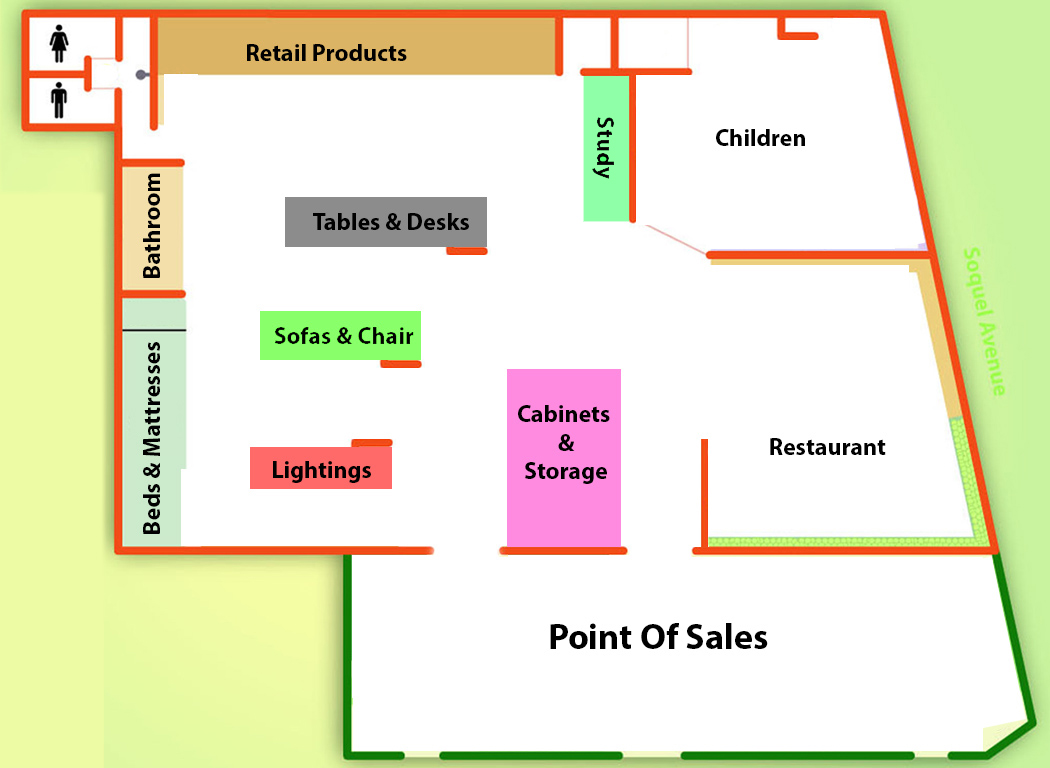 Retail Products
Study
Children
Bathroom
Tables & Desks
Soquel Avenue
Sofas & Chair
Beds & Mattresses
Cabinets
&
Storage
Restaurant
Lightings
Point Of Sales